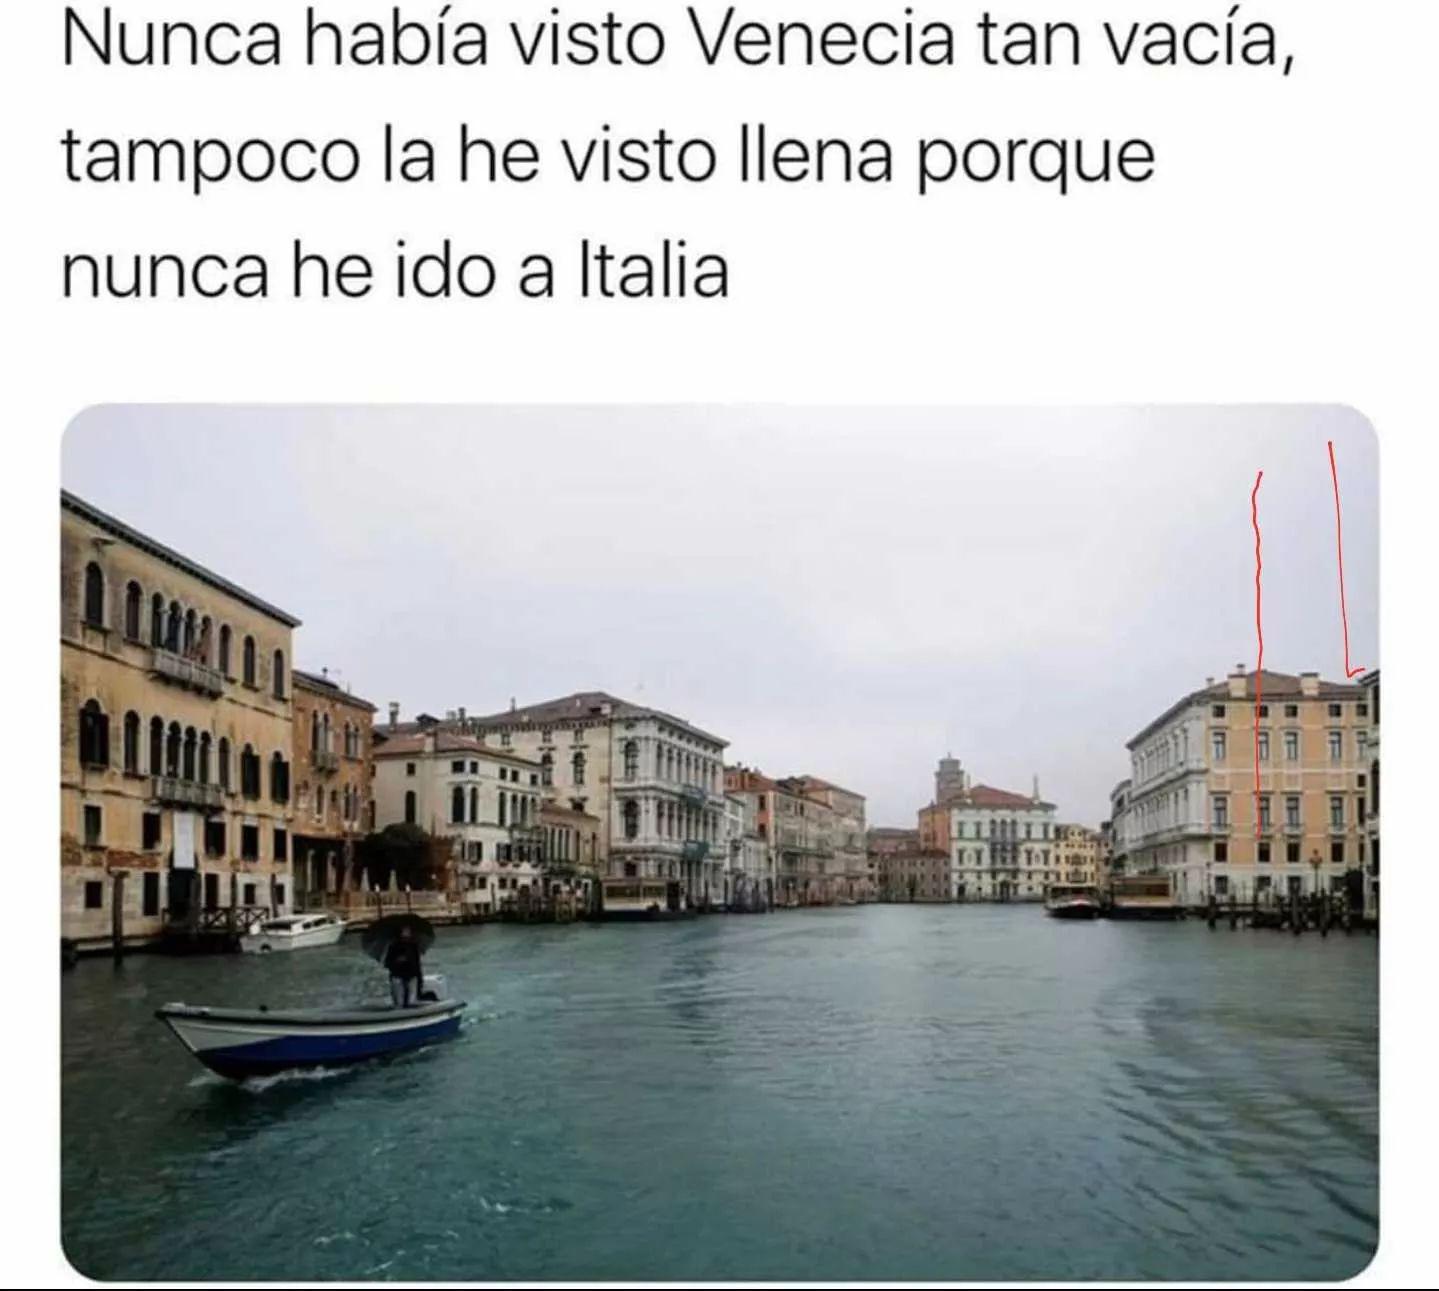 Nunca había visto Venecia tan vacía,
tampoco la he visto llena porque
nunca he ido a Italia